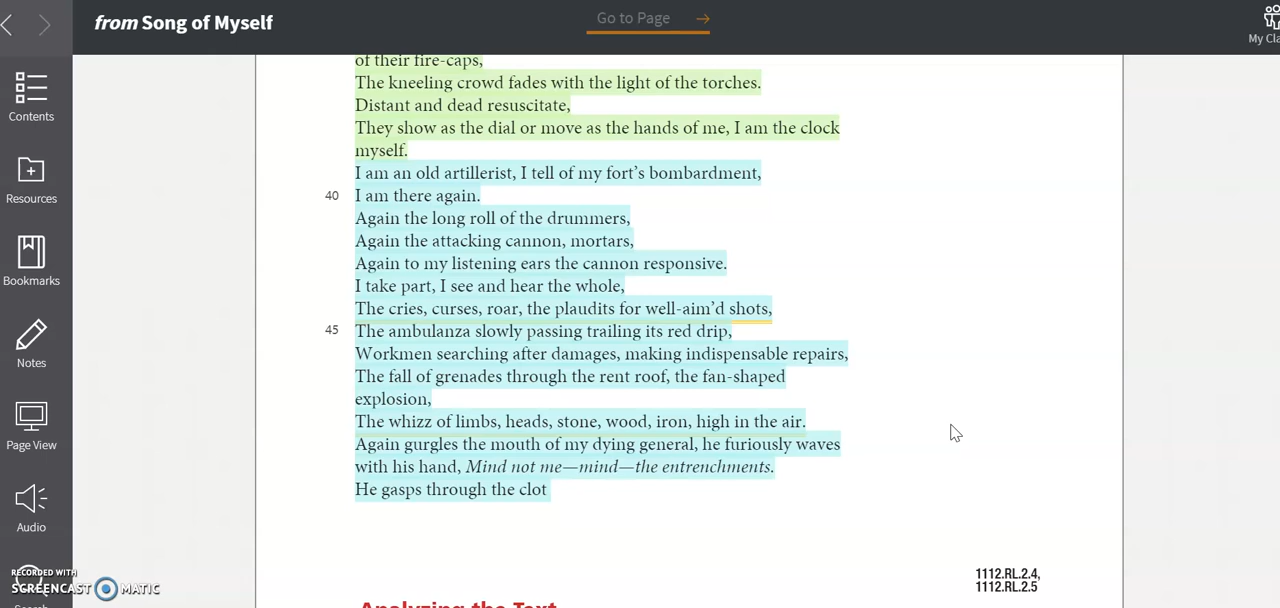 from Song of Myself
Go to Page
My Cla
Contents
Resources
Bookmarks
Notes
Page View
Audio
of their fire-caps,
The kneeling crowd fades with the light of the torches.
Distant and dead resuscitate,
They show as the dial or move as the hands of me, I am the clock
myself.
I am an old artillerist, I tell of my fort's bombardment,
40 I am there again.
Again the long roll of the drummers,
Again the attacking cannon, mortars,
Again to my listening ears the cannon responsive.
I take part, I see and hear the whole,
The cries, curses, roar, the plaudits for well-aim'd shots,
45 The ambulanza slowly passing trailing its red drip,
Workmen searching after damages, making indispensable repairs,
The fall of grenades through the rent roof, the fan-shaped
explosion,
The whizz of limbs, heads, stone, wood, iron, high in the air.
Again gurgles the mouth of my dying general, he furiously waves
with his hand, Mind not me—mind—the entrenchments.
He gasps through the clot
1112.RL.2.4,
1112.RL.2.5
RECORDED WITH
SCREENCAST MATIC
Analyzing the Text